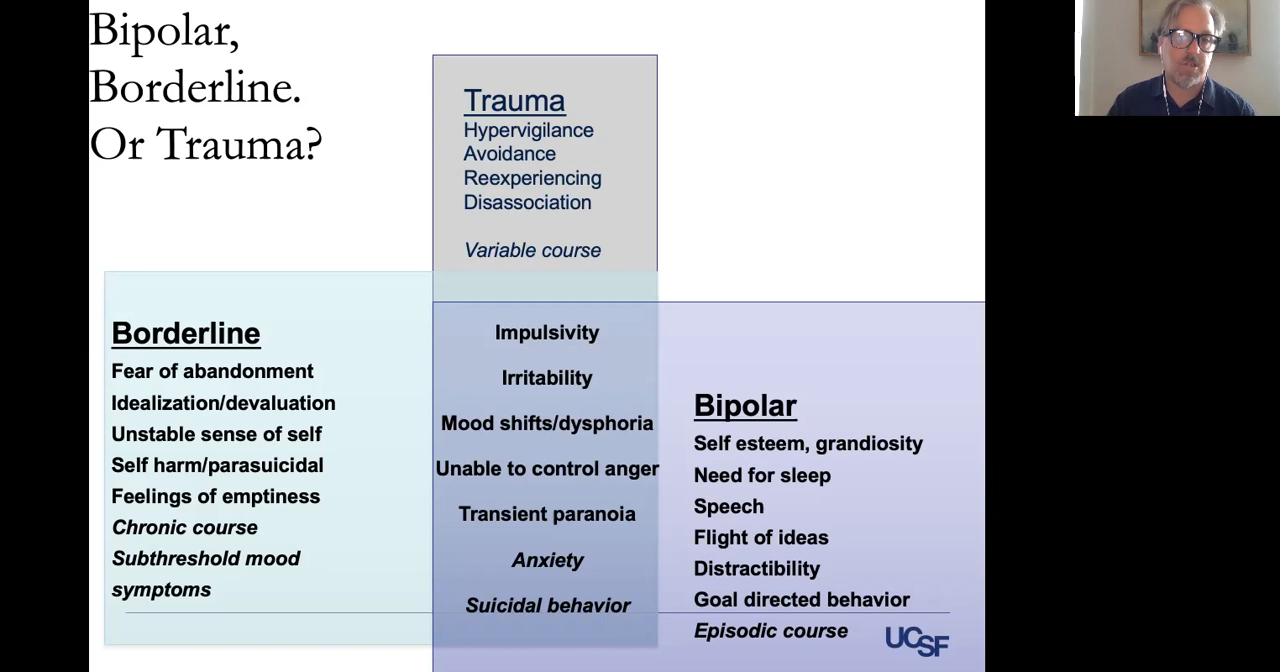 Bipolar,
Borderline.
Or Trauma?
Trauma
Hypervigilance
Avoidance
Reexperiencing
Disassociation
Variable course
Borderline
Fear of abandonment
Idealization/devaluation
Unstable sense of self
Self harm/parasuicidal
Feelings of emptiness
Chronic course
Subthreshold mood
symptoms
Impulsivity
Irritability
Mood shifts/dysphoria
Unable to control anger
Transient paranoia
Anxiety
Suicidal behavior
Bipolar
Self esteem, grandiosity
Need for sleep
Speech
Flight of ideas
Distractibility
Goal directed behavior
Episodic course
UCSF